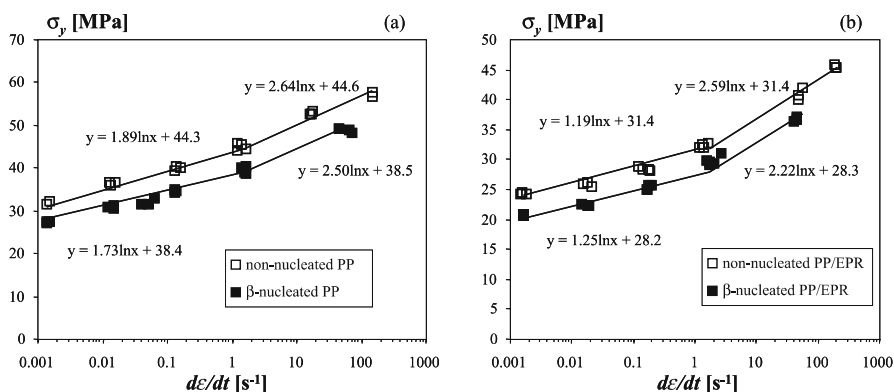 σy [MPa]
(a)
70
60
50
40
30
20
10
0
y = 2.64lnx + 44.6
y = 1.89lnx + 44.3
y = 2.50lnx + 38.5
y = 1.73lnx + 38.4
non-nucleated PP
β-nucleated PP
0.001 0.01 0.1 1 10 100 1000
dε/dt [s⁻¹]
σy [MPa]
(b)
50
45
40
35
30
25
20
15
10
5
0
y = 2.59lnx + 31.4
y = 1.19lnx + 31.4
y = 2.22lnx + 28.3
y = 1.25lnx + 28.2
non-nucleated PP/EPR
β-nucleated PP/EPR
0.001 0.01 0.1 1 10 100 1000
dε/dt [s⁻¹]